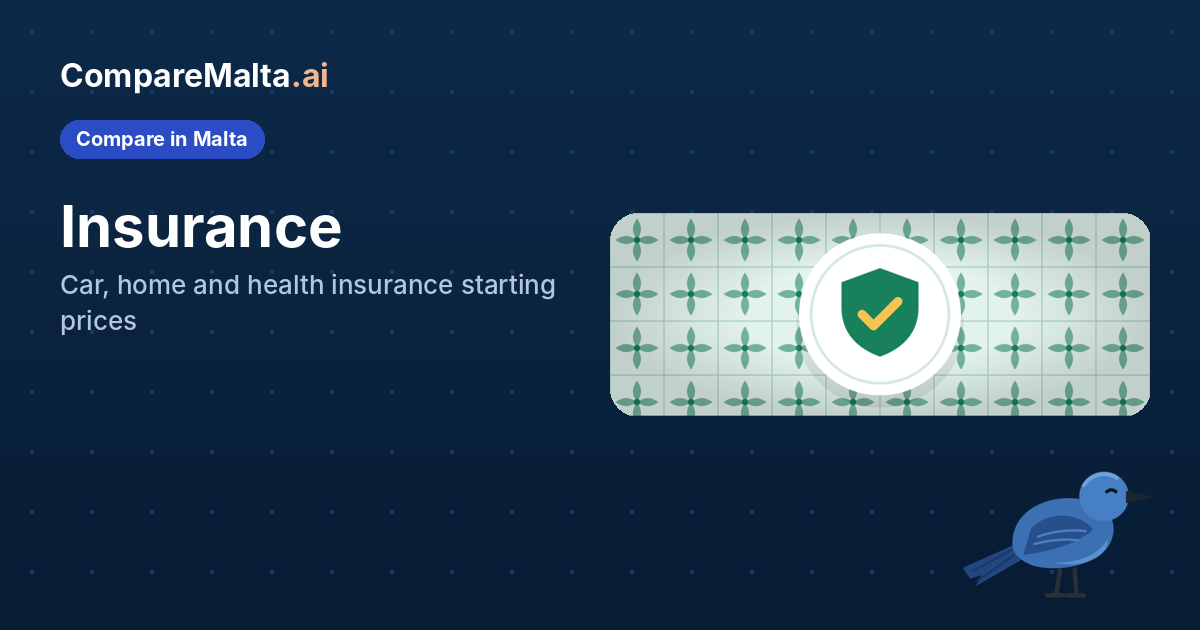 CompareMalta.ai
Compare in Malta
Insurance
Car, home and health insurance starting
prices